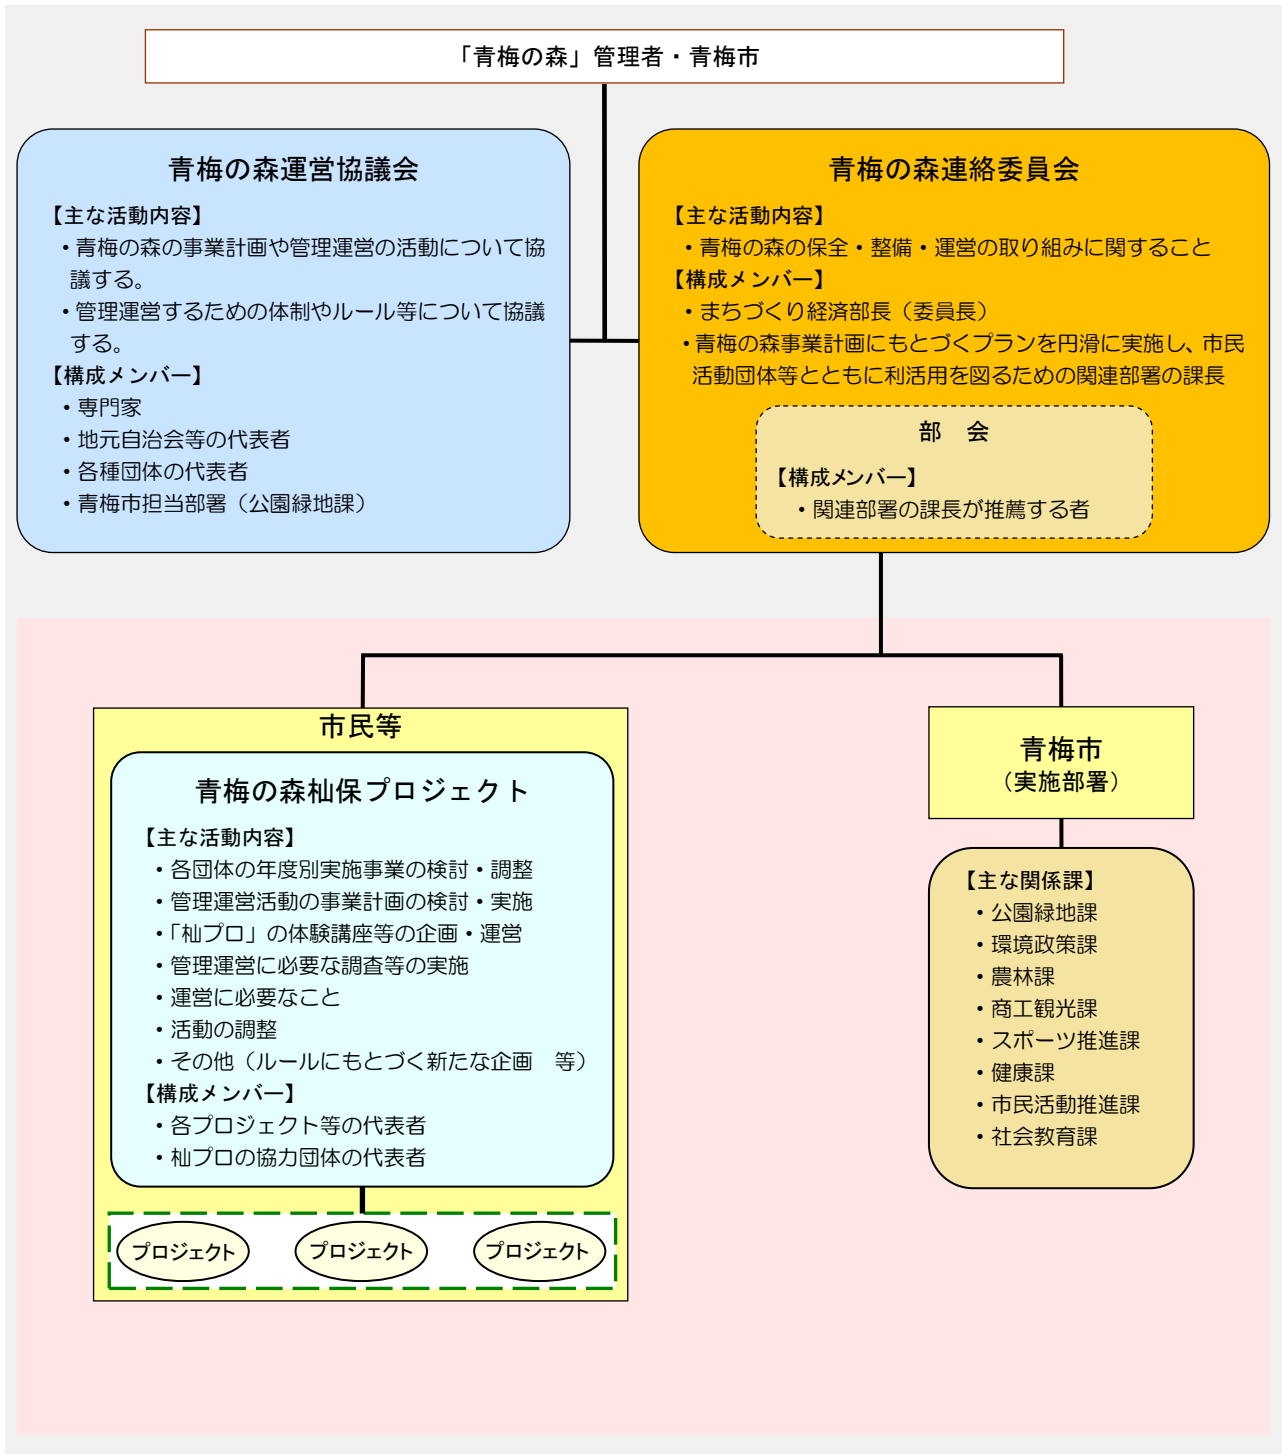 「青梅の森」管理者・青梅市
青梅の森運営協議会
【主な活動内容】
・青梅の森の事業計画や管理運営の活動について協
議する。
・管理運営するための体制やルール等について協議
する。
【構成メンバー】
・専門家
・地元自治会等の代表者
・各種団体の代表者
・青梅市担当部署（公園緑地課）
青梅の森連絡委員会
【主な活動内容】
・青梅の森の保全・整備・運営の取り組みに関すること
【構成メンバー】
・まちづくり経済部長（委員長）
・青梅の森事業計画にもとづくプランを円滑に実施し、市民
活動団体等とともに利活用を図るための関連部署の課長
部　会
【構成メンバー】
・関連部署の課長が推薦する者
市民等
青梅の森杣保プロジェクト
【主な活動内容】
・各団体の年度別実施事業の検討・調整
・管理運営活動の事業計画の検討・実施
・「杣プロ」の体験講座等の企画・運営
・管理運営に必要な調査等の実施
・運営に必要なこと
・活動の調整
・その他（ルールにもとづく新たな企画　等）
【構成メンバー】
・各プロジェクト等の代表者
・杣プロの協力団体の代表者
プロジェクト
プロジェクト
プロジェクト
青梅市
（実施部署）
【主な関係課】
・公園緑地課
・環境政策課
・農林課
・商工観光課
・スポーツ推進課
・健康課
・市民活動推進課
・社会教育課